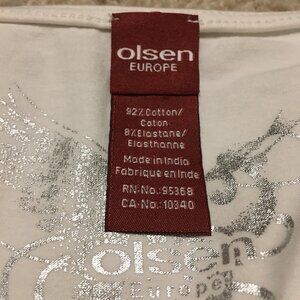 olsen
EUROPE
92% Cotton/
Coton
8% Elastane/
Elasthanne
Made in India
Fabrique en Inde
RN·No.: 95368
CA·No.: 10340
olsen
Europe